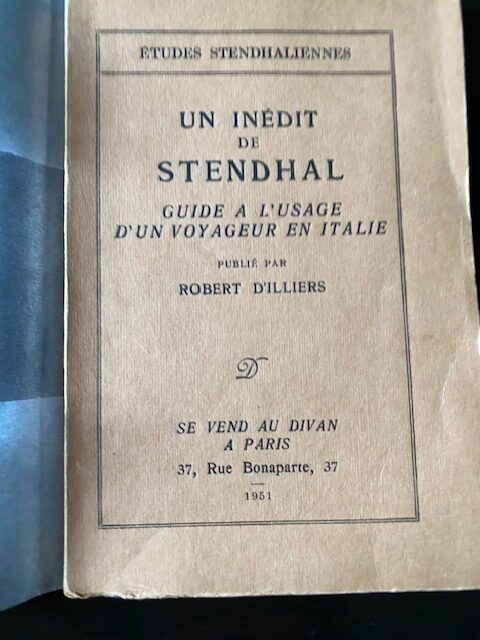 ÉTUDES STENDHALIENNES
UN INÉDIT
DE
STENDHAL
GUIDE A L'USAGE
D'UN VOYAGEUR EN ITALIE
PUBLIÉ PAR
ROBERT D'ILLIERS
D
SE VEND AU DIVAN
A PARIS
37, Rue Bonaparte, 37
1951